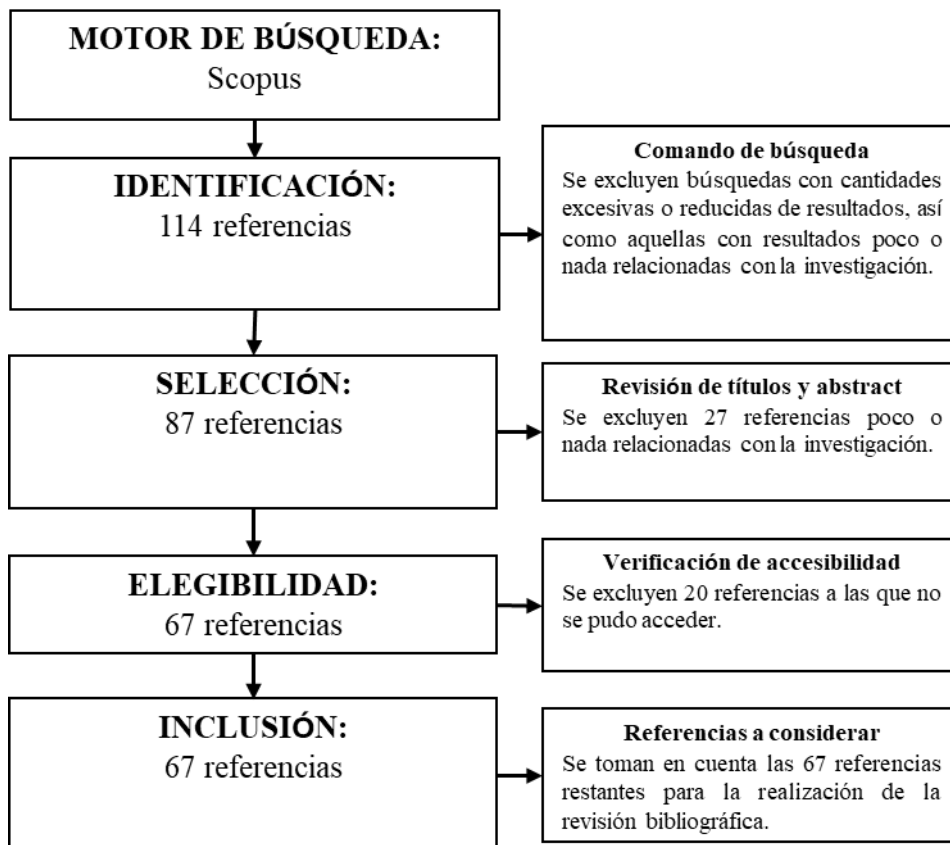 MOTOR DE BÚSQUEDA:
Scopus
IDENTIFICACIÓN:
114 referencias
Comando de búsqueda
Se excluyen búsquedas con cantidades
excesivas o reducidas de resultados, así
como aquellas con resultados poco o
nada relacionadas con la investigación.
SELECCIÓN:
87 referencias
Revisión de títulos y abstract
Se excluyen 27 referencias poco o
nada relacionadas con la investigación.
ELEGIBILIDAD:
67 referencias
Verificación de accesibilidad
Se excluyen 20 referencias a las que no
se pudo acceder.
INCLUSIÓN:
67 referencias
Referencias a considerar
Se toman en cuenta las 67 referencias
restantes para la realización de la
revisión bibliográfica.